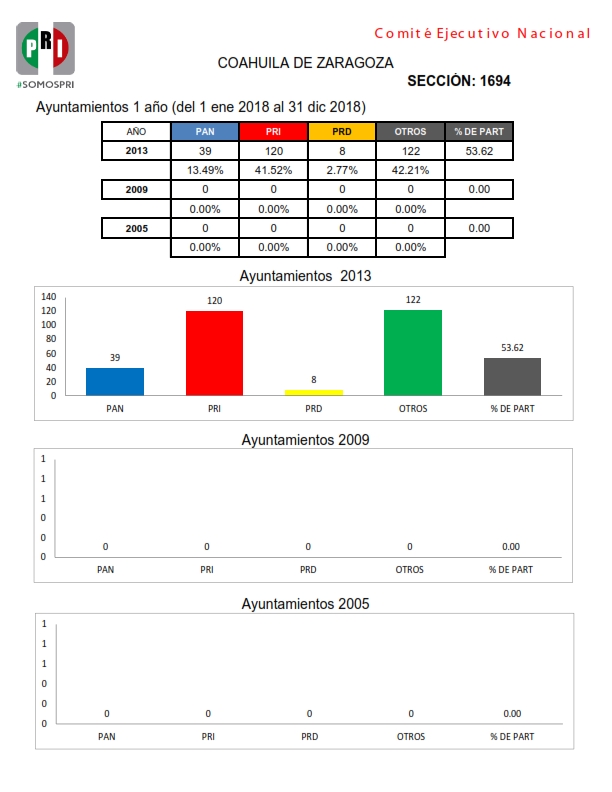 Comité Ejecutivo Nacional
PRI
#SOMOSPRI
COAHUILA DE ZARAGOZA
SECCIÓN: 1694
Ayuntamientos 1 año (del 1 ene 2018 al 31 dic 2018)
AÑO PAN PRI PRD OTROS % DE PART
2013 39 120 8 122 53.62
13.49% 41.52% 2.77% 42.21%
2009 0 0 0 0 0.00
0.00% 0.00% 0.00% 0.00%
2005 0 0 0 0 0.00
0.00% 0.00% 0.00% 0.00%
Ayuntamientos 2013
140
120
100
80
60
40
20
0
39 120 8 122 53.62
PAN PRI PRD OTROS % DE PART
Ayuntamientos 2009
1
1
1
0
0
0
0 0 0 0 0.00
PAN PRI PRD OTROS % DE PART
Ayuntamientos 2005
1
1
1
0
0
0
0 0 0 0 0.00
PAN PRI PRD OTROS % DE PART